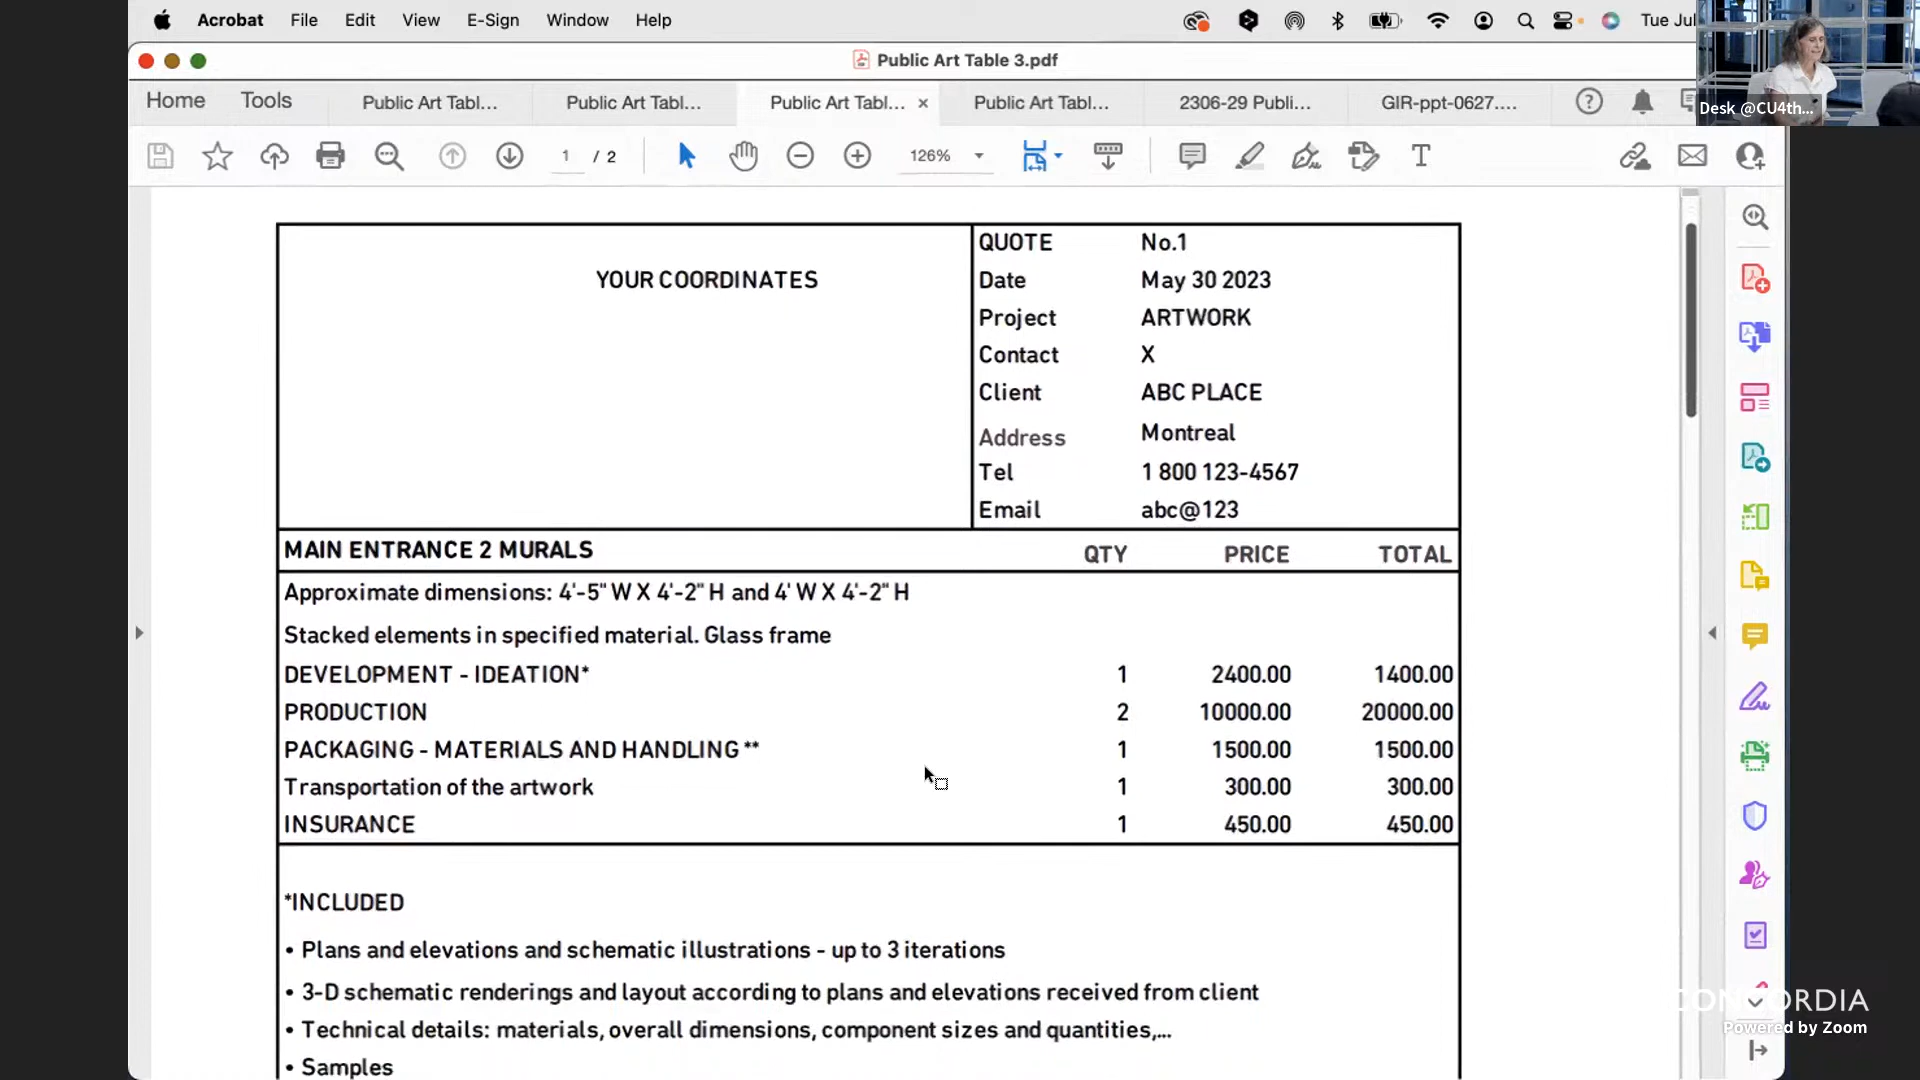 Acrobat File Edit View E-Sign Window Help Tue Jul
Public Art Table 3.pdf
Home Tools Public Art Tabl... Public Art Tabl... Public Art Tabl... × Public Art Tabl... 2306-29 Publi... GIR-ppt-0627....
Desk @CU4th...
1 / 2 126%
YOUR COORDINATES
QUOTE No.1
Date May 30 2023
Project ARTWORK
Contact X
Client ABC PLACE
Address Montreal
Tel 1 800 123-4567
Email abc@123
MAIN ENTRANCE 2 MURALS QTY PRICE TOTAL
Approximate dimensions: 4'-5" W X 4'-2" H and 4' W X 4'-2" H
Stacked elements in specified material. Glass frame
DEVELOPMENT - IDEATION* 1 2400.00 1400.00
PRODUCTION 2 10000.00 20000.00
PACKAGING - MATERIALS AND HANDLING ** 1 1500.00 1500.00
Transportation of the artwork 1 300.00 300.00
INSURANCE 1 450.00 450.00
*INCLUDED
• Plans and elevations and schematic illustrations - up to 3 iterations
• 3-D schematic renderings and layout according to plans and elevations received from client
• Technical details: materials, overall dimensions, component sizes and quantities,...
• Samples
CONCORDIA
Powered by Zoom